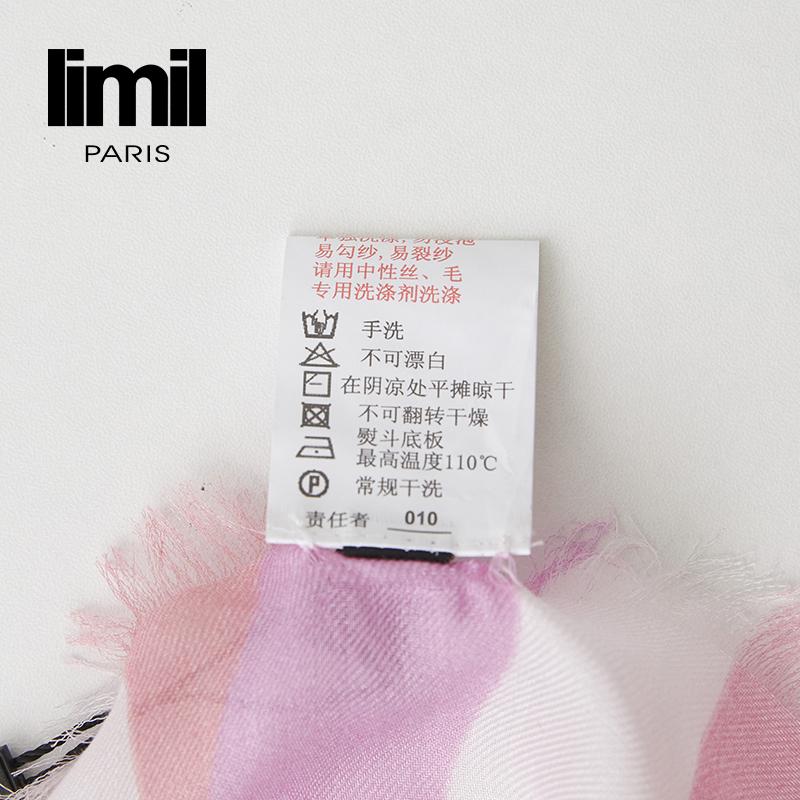 limil
PARIS
易勾纱,易裂纱
请用中性丝、毛
专用洗涤剂洗涤
手洗
不可漂白
在阴凉处平摊晾干
不可翻转干燥
熨斗底板
最高温度110℃
P 常规干洗
责任者 010